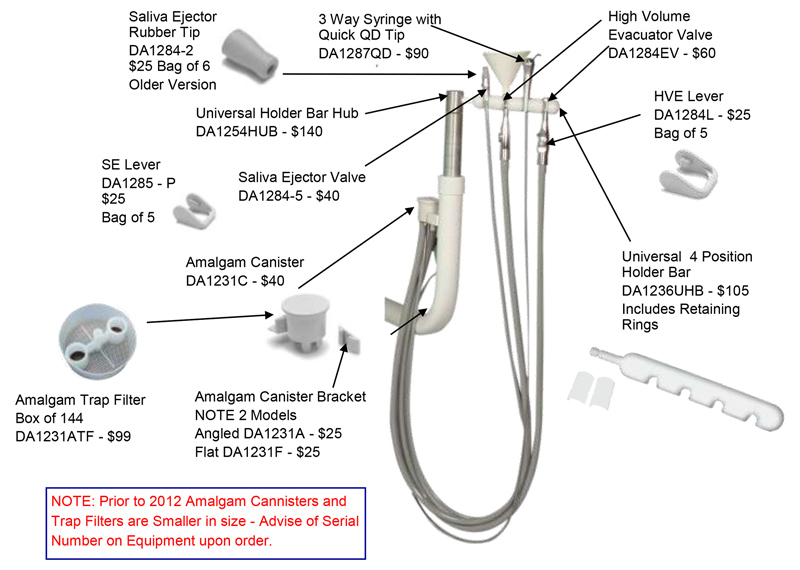 Saliva Ejector
Rubber Tip
DA1284-2
$25 Bag of 6
Older Version
3 Way Syringe with
Quick QD Tip
DA1287QD - $90
High Volume
Evacuator Valve
DA1284EV - $60
HVE Lever
DA1284L - $25
Bag of 5
Universal Holder Bar Hub
DA1254HUB - $140
SE Lever
DA1285 - P
$25
Bag of 5
Saliva Ejector Valve
DA1284-5 - $40
Amalgam Canister
DA1231C - $40
Universal  4 Position
Holder Bar
DA1236UHB - $105
Includes Retaining
Rings
Amalgam Trap Filter
Box of 144
DA1231ATF - $99
Amalgam Canister Bracket
NOTE 2 Models
Angled DA1231A - $25
Flat DA1231F - $25
NOTE: Prior to 2012 Amalgam Cannisters and
Trap Filters are Smaller in size - Advise of Serial
Number on Equipment upon order.